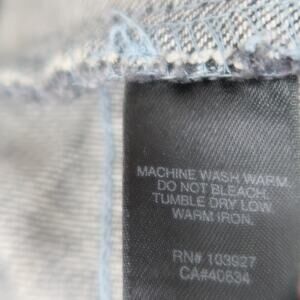 MACHINE WASH WARM.
DO NOT BLEACH.
TUMBLE DRY LOW.
WARM IRON.
RN# 103927
CA#40634